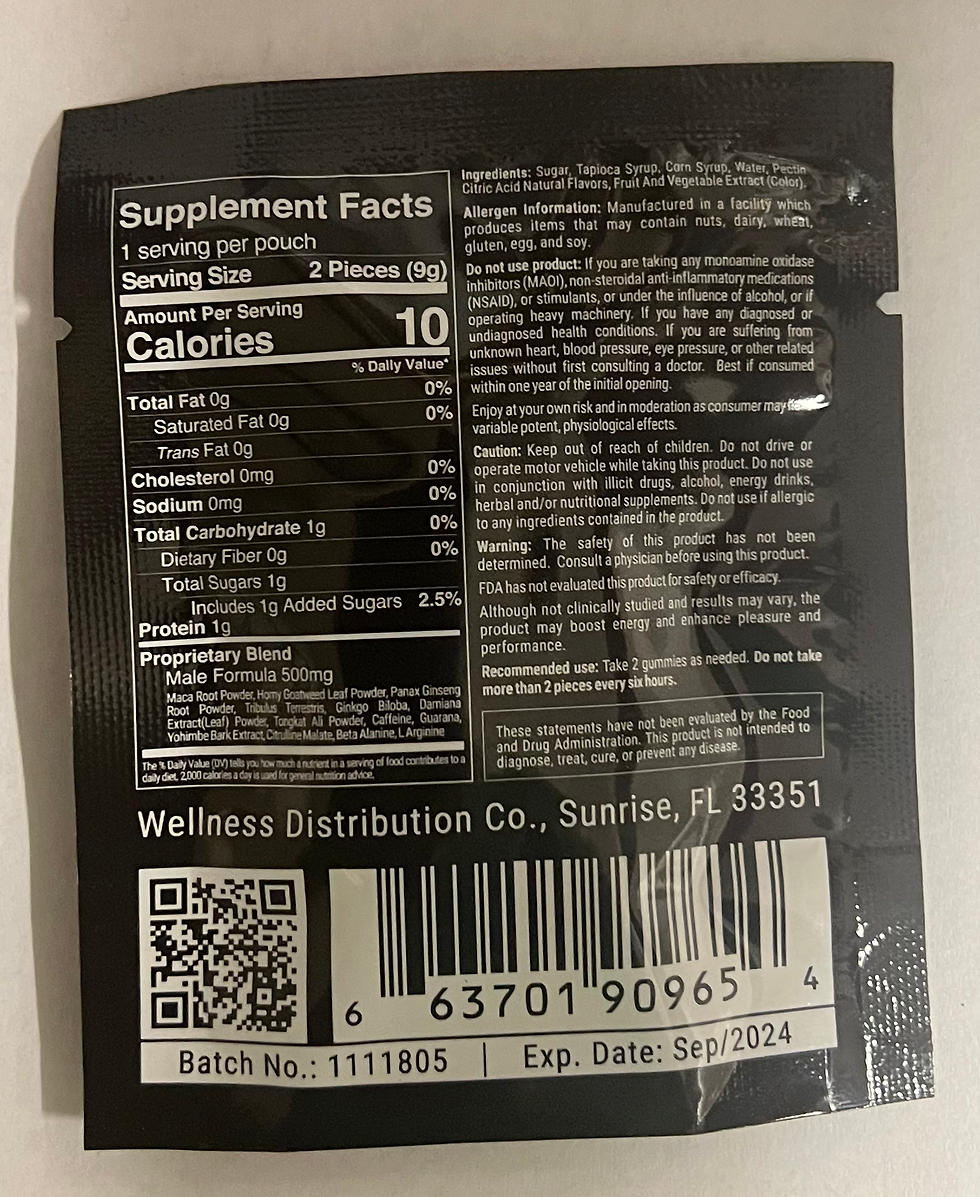 Supplement Facts
1 serving per pouch
Serving Size 2 Pieces (9g)
Amount Per Serving
Calories 10
% Daily Value*
Total Fat 0g 0%
Saturated Fat 0g 0%
Trans Fat 0g
Cholesterol 0mg 0%
Sodium 0mg 0%
Total Carbohydrate 1g 0%
Dietary Fiber 0g 0%
Total Sugars 1g
Includes 1g Added Sugars 2.5%
Protein 1g
Proprietary Blend
Male Formula 500mg
Maca Root Powder, Horny Goatweed Leaf Powder, Panax Ginseng
Root Powder, Tribulus Terrestris, Ginkgo Biloba, Damiana
Extract(Leaf) Powder, Tongkat Ali Powder, Caffeine, Guarana,
Yohimbe Bark Extract, Citrulline Malate, Beta Alanine, L Arginine
The % Daily Value (DV) tells you how much a nutrient in a serving of food contributes to a
daily diet, 2,000 calories a day is used for general nutrition advice.
Ingredients: Sugar, Tapioca Syrup, Corn Syrup, Water, Pectin
Citric Acid Natural Flavors, Fruit And Vegetable Extract (Color).
Allergen Information: Manufactured in a facility which
produces items that may contain nuts, dairy, wheat,
gluten, egg, and soy.
Do not use product: If you are taking any monoamine oxidase
inhibitors (MAOI), non-steroidal anti-inflammatory medications
(NSAID), or stimulants, or under the influence of alcohol, or if
operating heavy machinery. If you have any diagnosed or
undiagnosed health conditions. If you are suffering from
unknown heart, blood pressure, eye pressure, or other related
issues without first consulting a doctor. Best if consumed
within one year of the initial opening.
Enjoy at your own risk and in moderation as consumer may
variable potent, physiological effects.
Caution: Keep out of reach of children. Do not drive or
operate motor vehicle while taking this product. Do not use
in conjunction with illicit drugs, alcohol, energy drinks,
herbal and/or nutritional supplements. Do not use if allergic
to any ingredients contained in the product.
Warning: The safety of this product has not been
determined. Consult a physician before using this product.
FDA has not evaluated this product for safety or efficacy.
Although not clinically studied and results may vary, the
product may boost energy and enhance pleasure and
performance.
Recommended use: Take 2 gummies as needed. Do not take
more than 2 pieces every six hours.
These statements have not been evaluated by the Food
and Drug Administration. This product is not intended to
diagnose, treat, cure, or prevent any disease.
Wellness Distribution Co., Sunrise, FL 33351
6 63701 90965 4
Batch No.: 1111805 | Exp. Date: Sep/2024